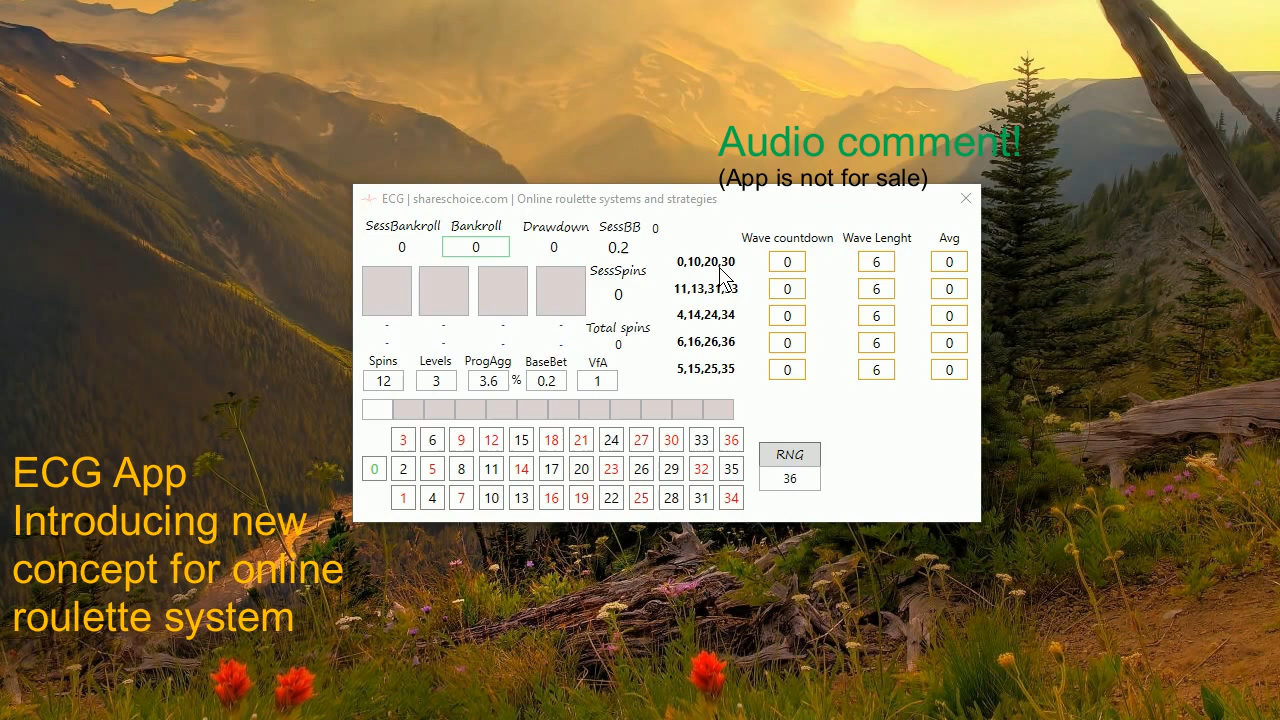 Audio comment!
(App is not for sale)
ECG | shareschoice.com | Online roulette systems and strategies
SessBankroll Bankroll Drawdown SessBB 0
0 0 0 0.2
Wave countdown Wave Lenght Avg
0,10,20,30 0 6 0
SessSpins
0
11,13,31,33 0 6 0
4,14,24,34 0 6 0
- - - -
Total spins
- - - -
0
6,16,26,36 0 6 0
5,15,25,35 0 6 0
Spins Levels ProgAgg BaseBet VfA
12 3 3.6 % 0.2 1
3 6 9 12 15 18 21 24 27 30 33 36
0 2 5 8 11 14 17 20 23 26 29 32 35
1 4 7 10 13 16 19 22 25 28 31 34
RNG
36
ECG App
Introducing new
concept for online
roulette system